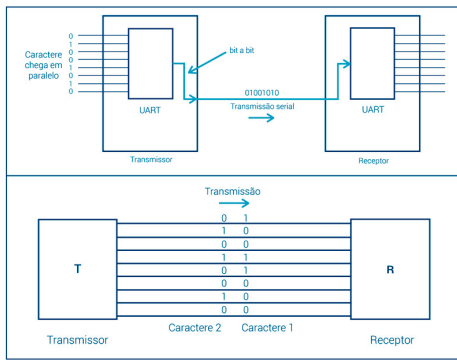 0
1
0
0
1
0
1
0
Caractere
chega em
paralelo
bit a bit
UART
01001010
Transmissão serial
UART
Transmissor
Receptor
Transmissão
0 1
1 0
0 0
1 1
0 1
0 0
1 0
0 0
T
R
Transmissor
Caractere 2
Caractere 1
Receptor